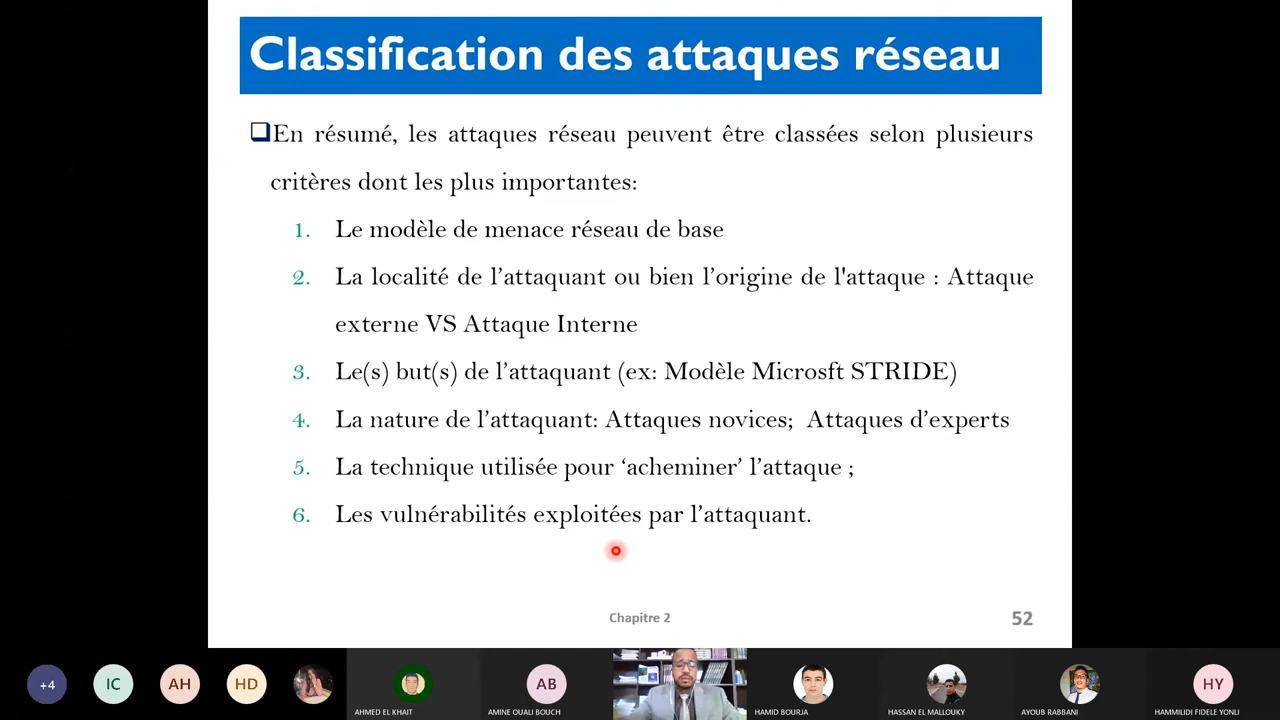 Classification des attaques réseau
❑En résumé, les attaques réseau peuvent être classées selon plusieurs
critères dont les plus importantes:
1. Le modèle de menace réseau de base
2. La localité de l’attaquant ou bien l’origine de l'attaque : Attaque
externe VS Attaque Interne
3. Le(s) but(s) de l’attaquant (ex: Modèle Microsft STRIDE)
4. La nature de l’attaquant: Attaques novices; Attaques d’experts
5. La technique utilisée pour ‘acheminer’ l’attaque ;
6. Les vulnérabilités exploitées par l’attaquant.
Chapitre 2
52
+4
IC
AH
HD
AB
HY
AHMED EL KHAIT
AMINE OUALI BOUCH
HAMID BOURJA
HASSAN EL MALLOUKY
AYOUB RABBANI
HAMMILIDI FIDELE YONLI